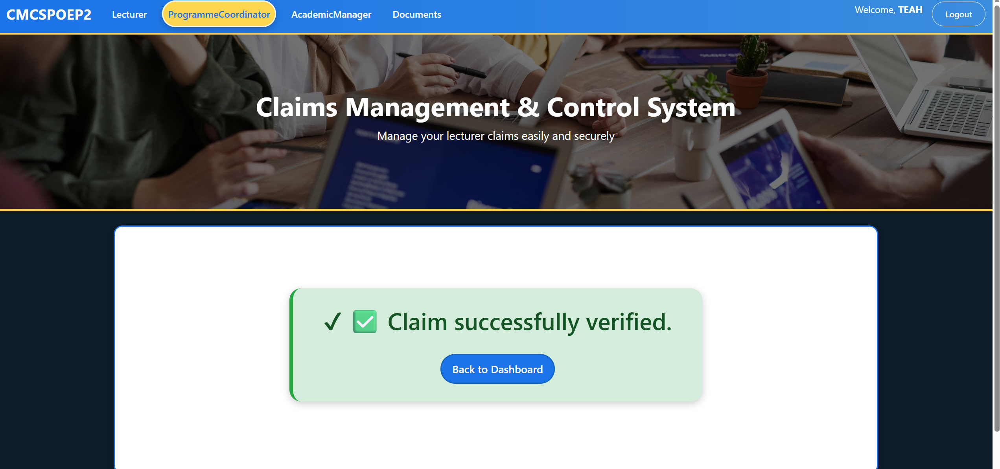 CMCSPOEP2 Lecturer ProgrammeCoordinator AcademicManager Documents Welcome, TEAH Logout
Claims Management & Control System
Manage your lecturer claims easily and securely
✓ ✅ Claim successfully verified.
Back to Dashboard